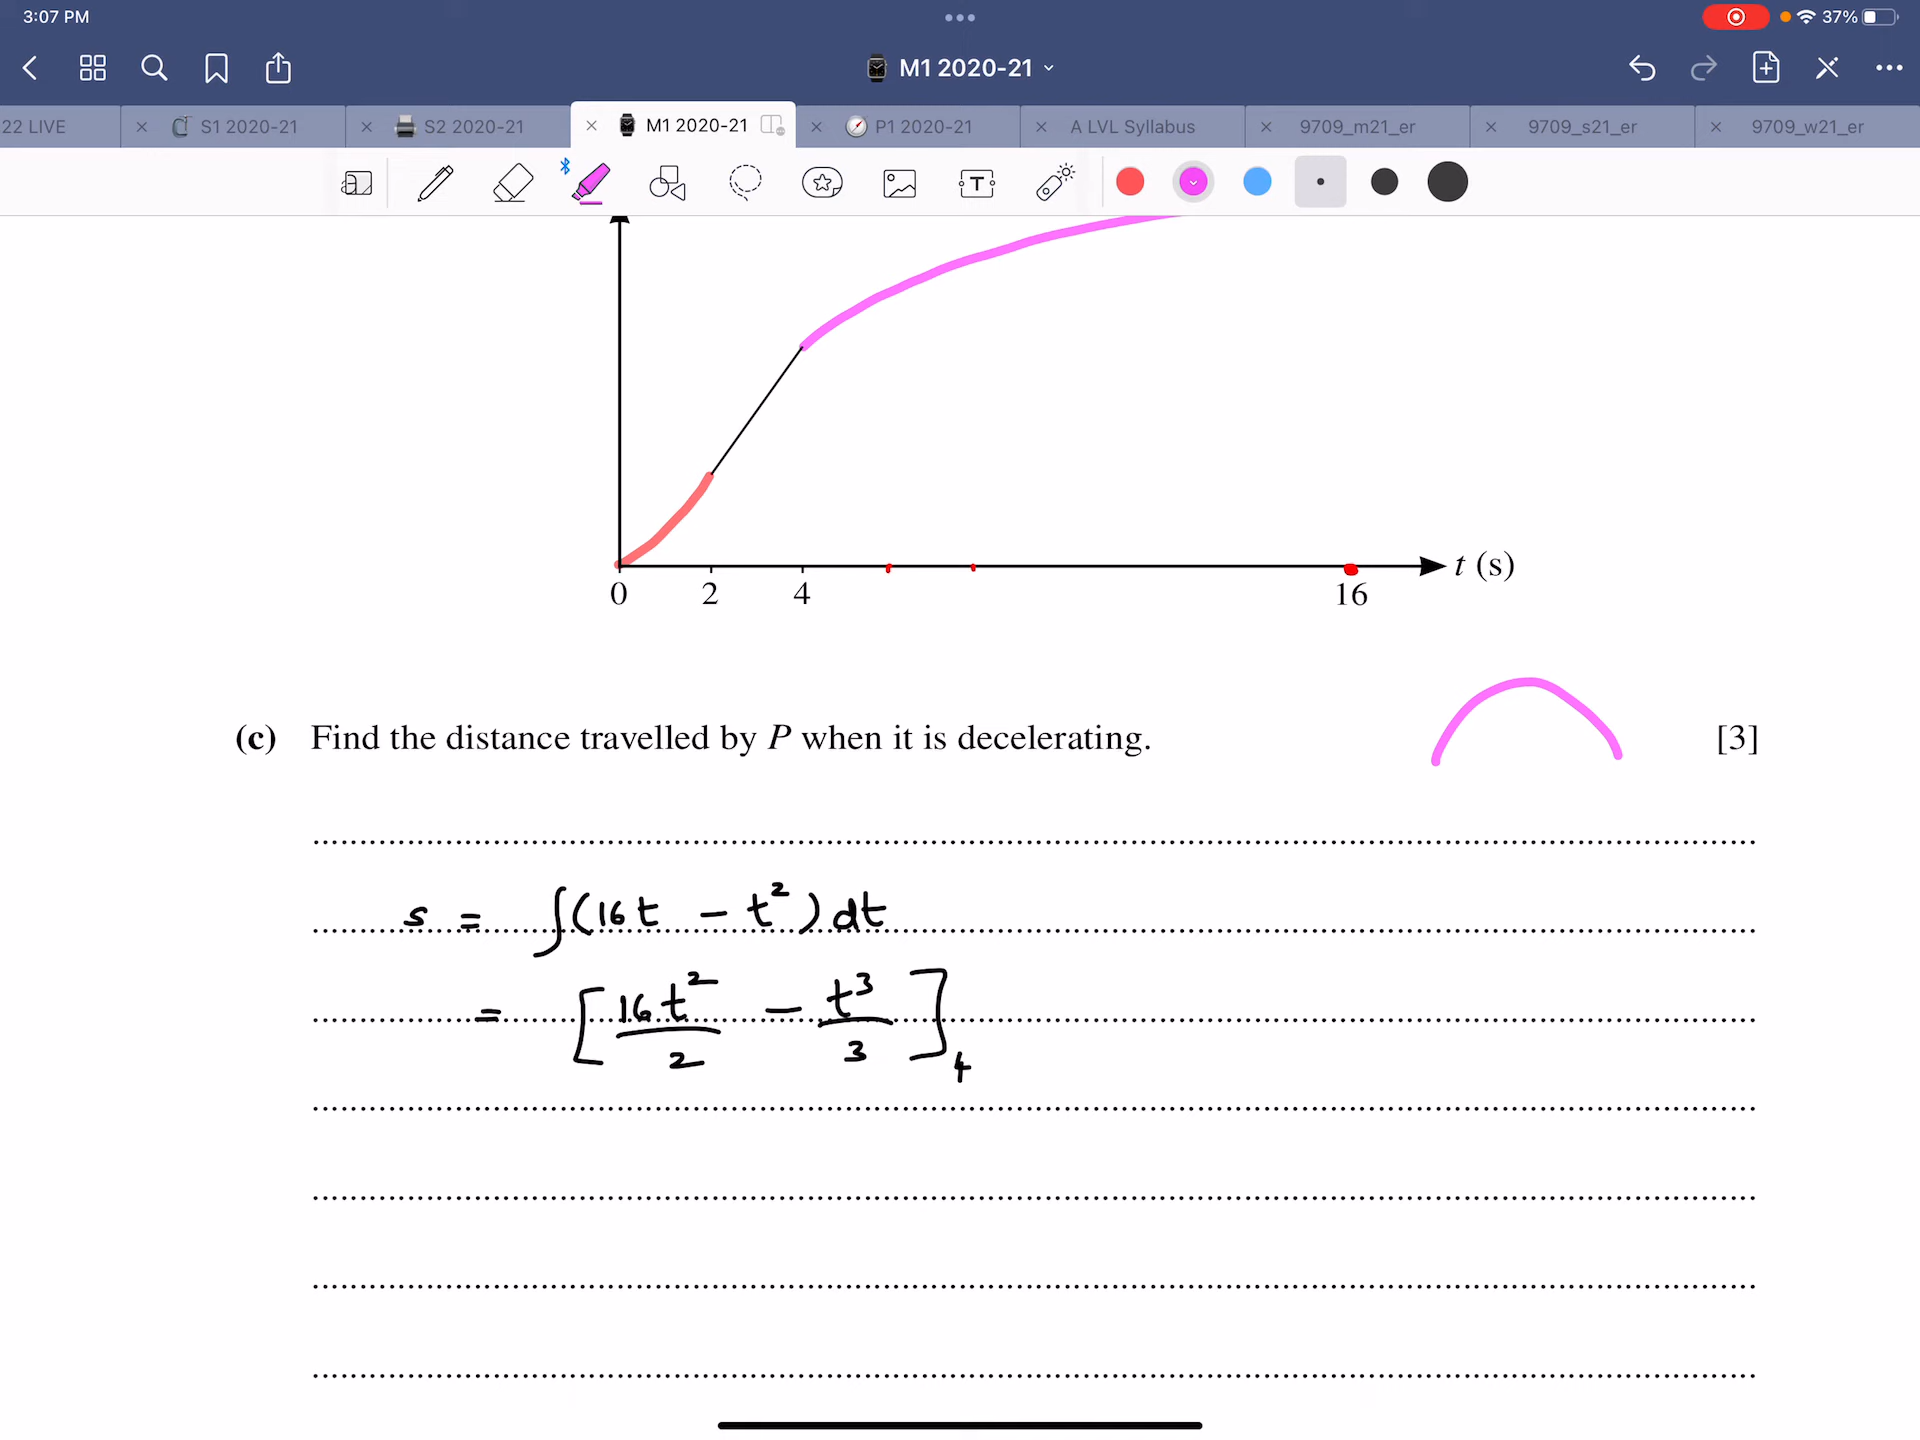 3:07 PM
37%
M1 2020-21
22 LIVE
S1 2020-21
S2 2020-21
M1 2020-21
P1 2020-21
A LVL Syllabus
9709_m21_er
9709_s21_er
9709_w21_er
t (s)
0 2 4 16
(c) Find the distance travelled by P when it is decelerating. [3]
s = ∫(16t − t²) dt
= [16t²/2 − t³/3]₄